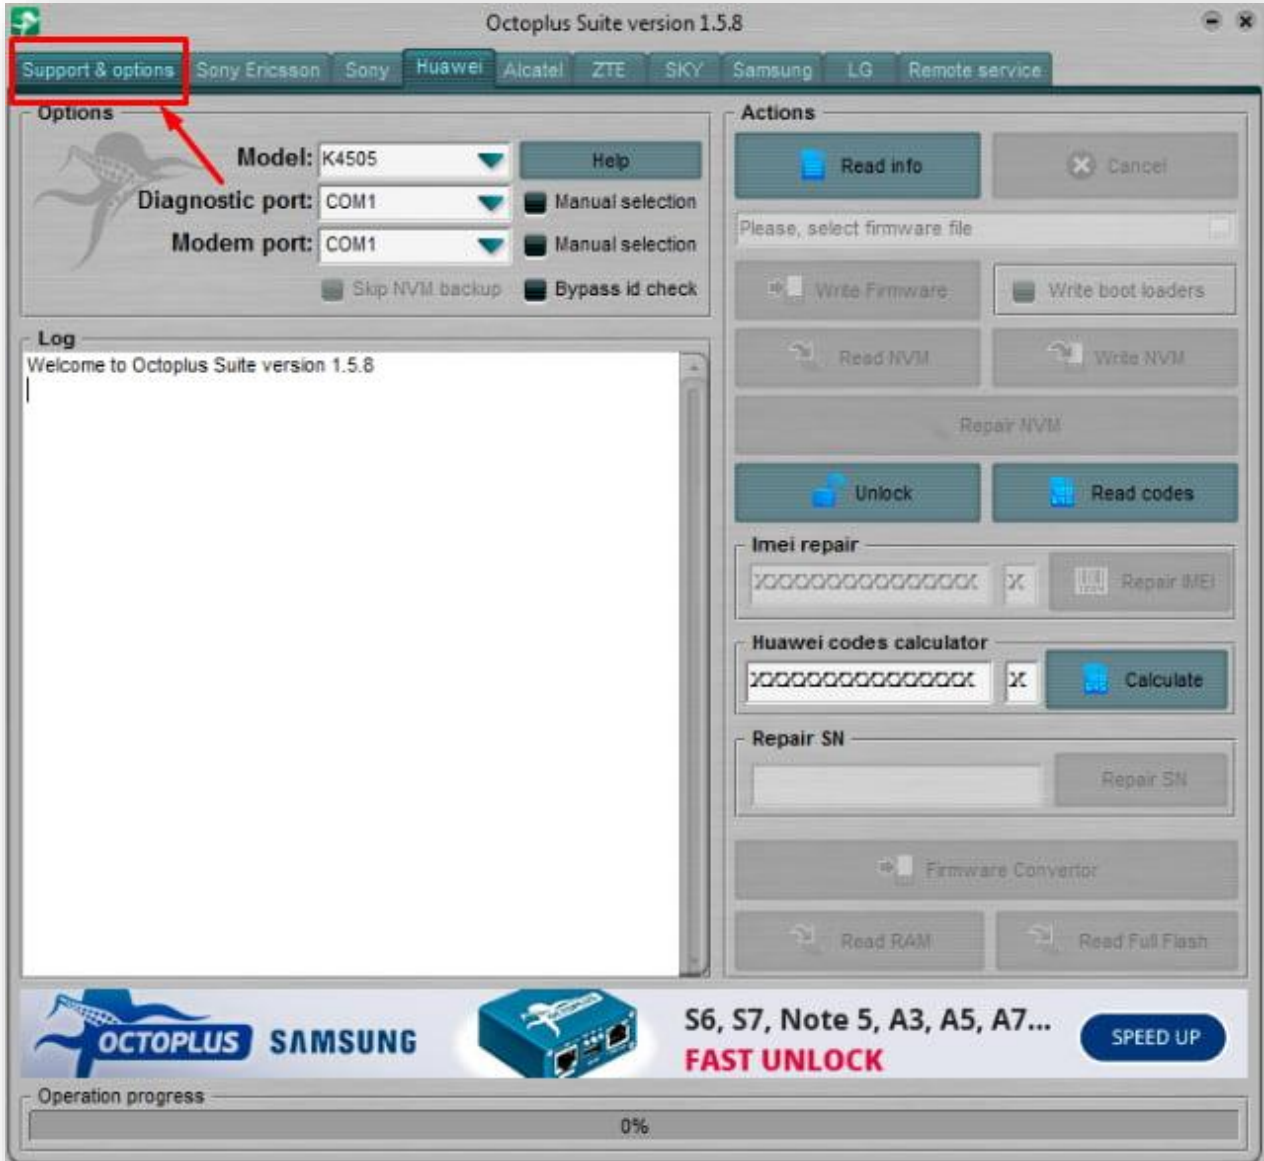 Octoplus Suite version 1.5.8
Support & options Sony Ericsson Sony Huawei Alcatel ZTE SKY Samsung LG Remote service
Options
Model: K4505 Help
Diagnostic port: COM1 Manual selection
Modem port: COM1 Manual selection
Skip NVM backup Bypass id check
Log
Welcome to Octoplus Suite version 1.5.8
Actions
Read info Cancel
Please, select firmware file
Write Firmware Write boot loaders
Read NVM Write NVM
Repair NVM
Unlock Read codes
Imei repair
XXXXXXXXXXXXXX X Repair IMEI
Huawei codes calculator
XXXXXXXXXXXXXX X Calculate
Repair SN
Repair SN
Firmware Convertor
Read RAM Read Full Flash
OCTOPLUS SAMSUNG OCTOPLUS S6, S7, Note 5, A3, A5, A7... SPEED UP
FAST UNLOCK
Operation progress
0%